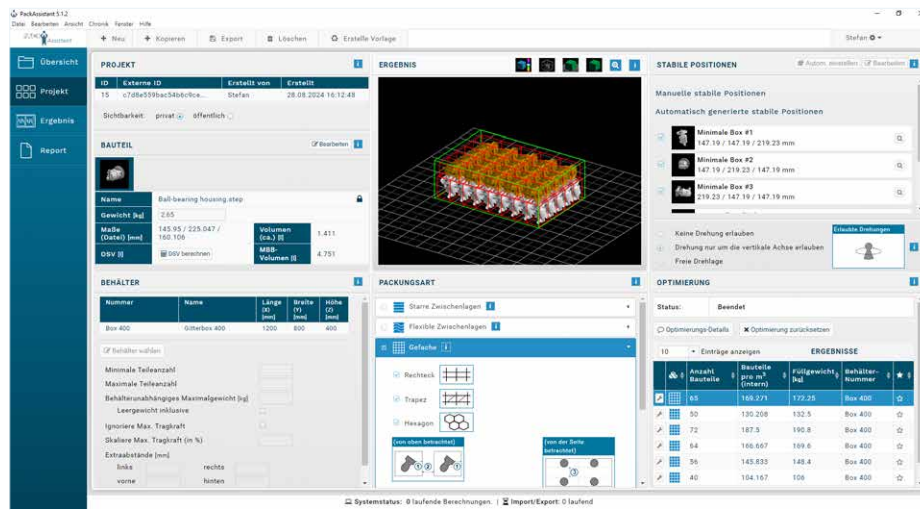 PackAssistant 5.1.2
Datei Bearbeiten Ansicht Chronik Fenster Hilfe
Assistant
+ Neu + Kopieren Export Löschen Erstelle Vorlage Stefan
Übersicht
Projekt
Ergebnis
Report
PROJEKT
ID Externe ID Erstellt von Erstellt
15 c7d8e559bac54b6c9ce... Stefan 28.08.2024 16:12:48
Sichtbarkeit: privat öffentlich
BAUTEIL Bearbeiten
Name Ball-bearing housing.step
Gewicht [kg] 2.65
Maße (Datei) [mm] 145.95 / 225.047 / 160.106 Volumen (ca.) [l] 1.411
OSV [l] OSV berechnen MBB-Volumen [l] 4.751
BEHÄLTER
Nummer Name Länge (X) [mm] Breite (Y) [mm] Höhe (Z) [mm]
Box 400 Gitterbox 400 1200 800 400
Behälter wählen
Minimale Teileanzahl
Maximale Teileanzahl
Behälterunabhängiges Maximalgewicht [kg]
Leergewicht inklusive
Ignoriere Max. Tragkraft
Skaliere Max. Tragkraft (in %)
Extraabstände [mm]
links rechts
vorne hinten
ERGEBNIS
PACKUNGSART
Starre Zwischenlagen
Flexible Zwischenlagen
Gefache
Rechteck
Trapez
Hexagon
(von oben betrachtet)
(von der Seite betrachtet)
STABILE POSITIONEN Autom. einstellen Bearbeiten
Manuelle stabile Positionen
Automatisch generierte stabile Positionen
Minimale Box #1
147.19 / 147.19 / 219.23 mm
Minimale Box #2
147.19 / 219.23 / 147.19 mm
Minimale Box #3
219.23 / 147.19 / 147.19 mm
Keine Drehung erlauben
Drehung nur um die vertikale Achse erlauben
Freie Drehlage
Erlaubte Drehungen
OPTIMIERUNG
Status: Beendet
Optimierungs-Details Optimierung zurücksetzen
10 Einträge anzeigen ERGEBNISSE
Anzahl Bauteile Bauteile pro m³ (intern) Füllgewicht [kg] Behälter-Nummer
65 169.271 172.25 Box 400
50 130.208 132.5 Box 400
72 187.5 190.8 Box 400
64 166.667 169.6 Box 400
56 145.833 148.4 Box 400
40 104.167 106 Box 400
Systemstatus: 0 laufende Berechnungen. | Import/Export: 0 laufend